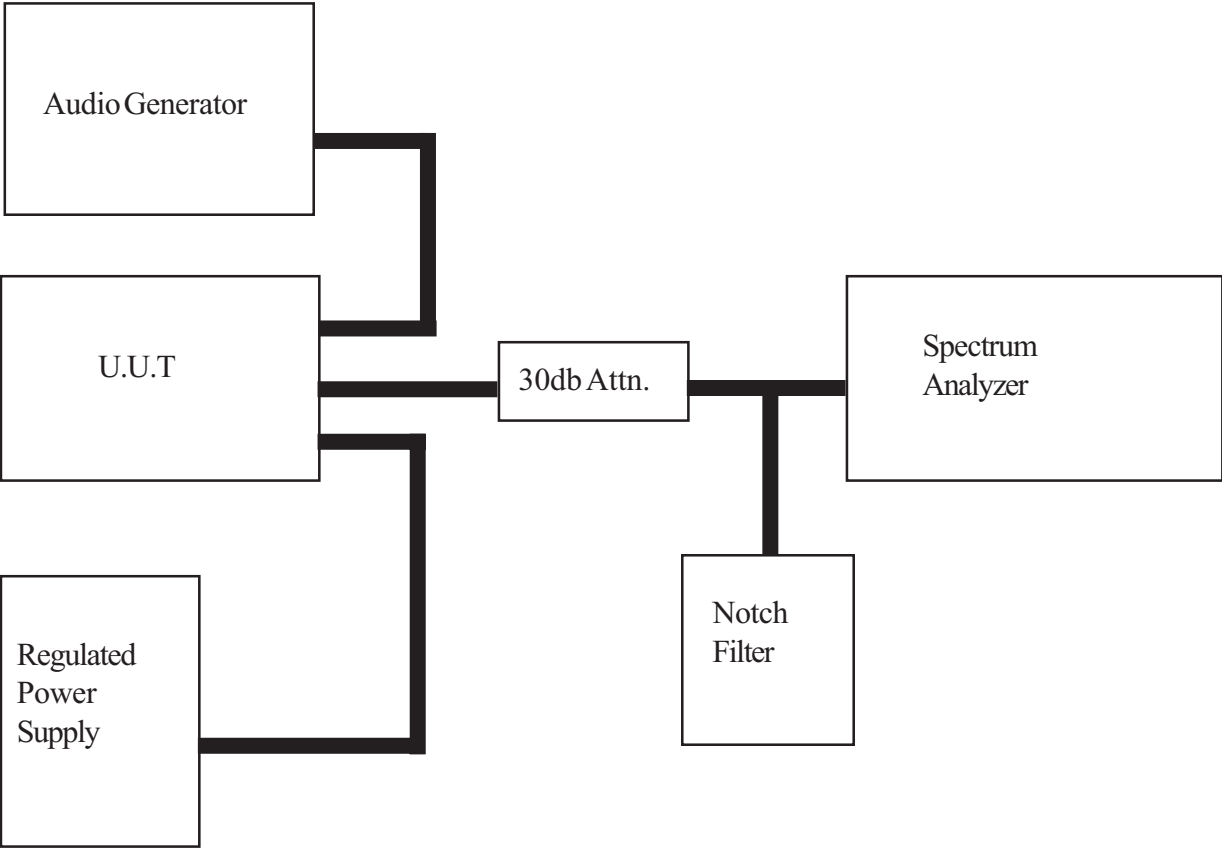 Audio Generator
U.U.T
30db Attn.
Spectrum
Analyzer
Notch
Filter
Regulated
Power
Supply